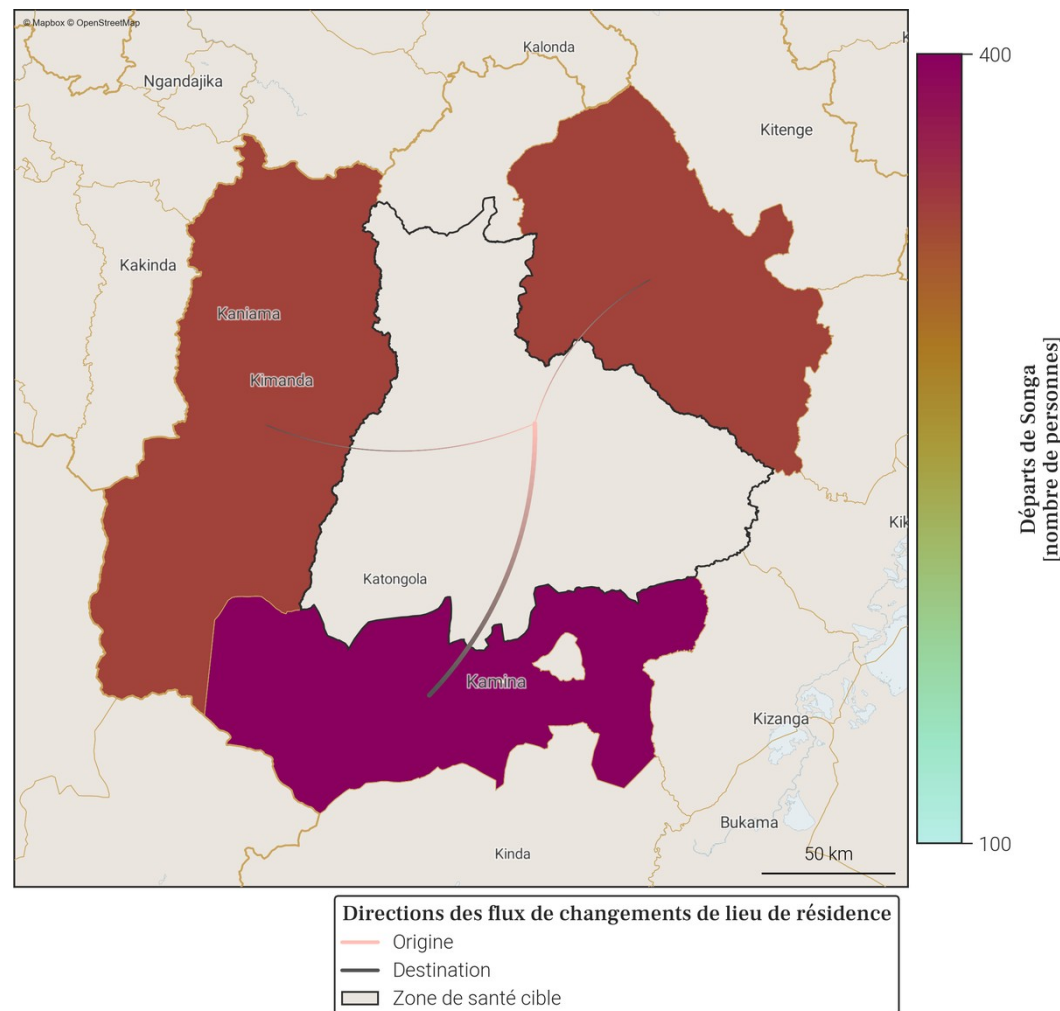 © Mapbox © OpenStreetMap
Kalonda
Ngandajika
Kitenge
Kakinda
Kaniama
Kimanda
Kik
Katongola
Kamina
Kizanga
Bukama
Kinda
50 km
400
100
Départs de Songa
[nombre de personnes]
Directions des flux de changements de lieu de résidence
Origine
Destination
Zone de santé cible